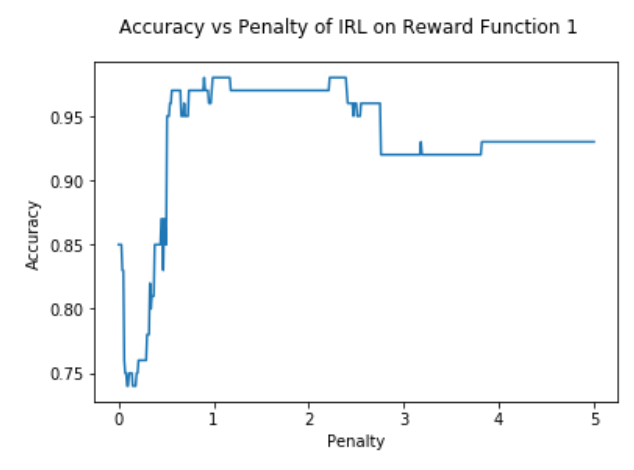 Accuracy vs Penalty of IRL on Reward Function 1
0.95
0.90
0.85
0.80
0.75
Accuracy
0 1 2 3 4 5
Penalty